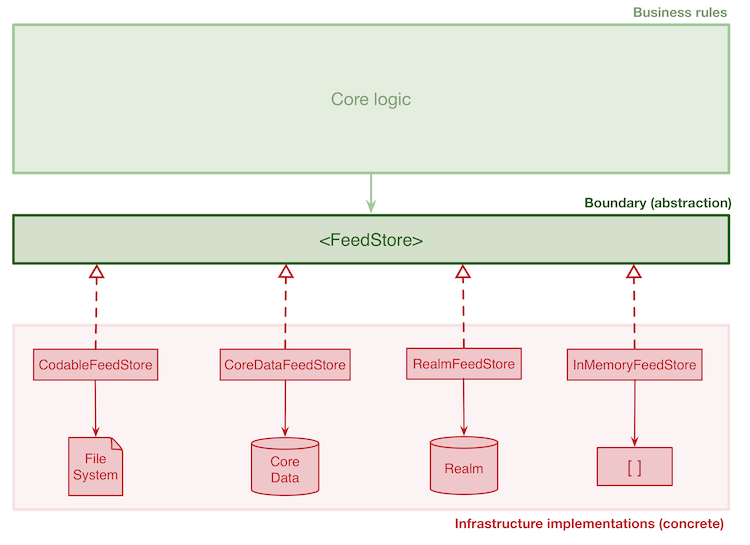 Business rules
Core logic
Boundary (abstraction)
<FeedStore>
CodableFeedStore
CoreDataFeedStore
RealmFeedStore
InMemoryFeedStore
File
System
Core
Data
Realm
[ ]
Infrastructure implementations (concrete)